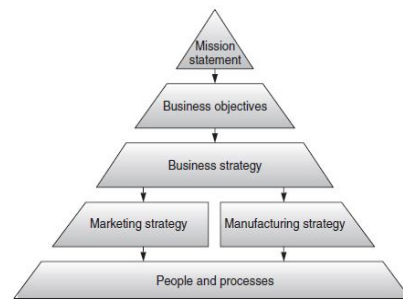 Mission
statement
Business objectives
Business strategy
Marketing strategy
Manufacturing strategy
People and processes